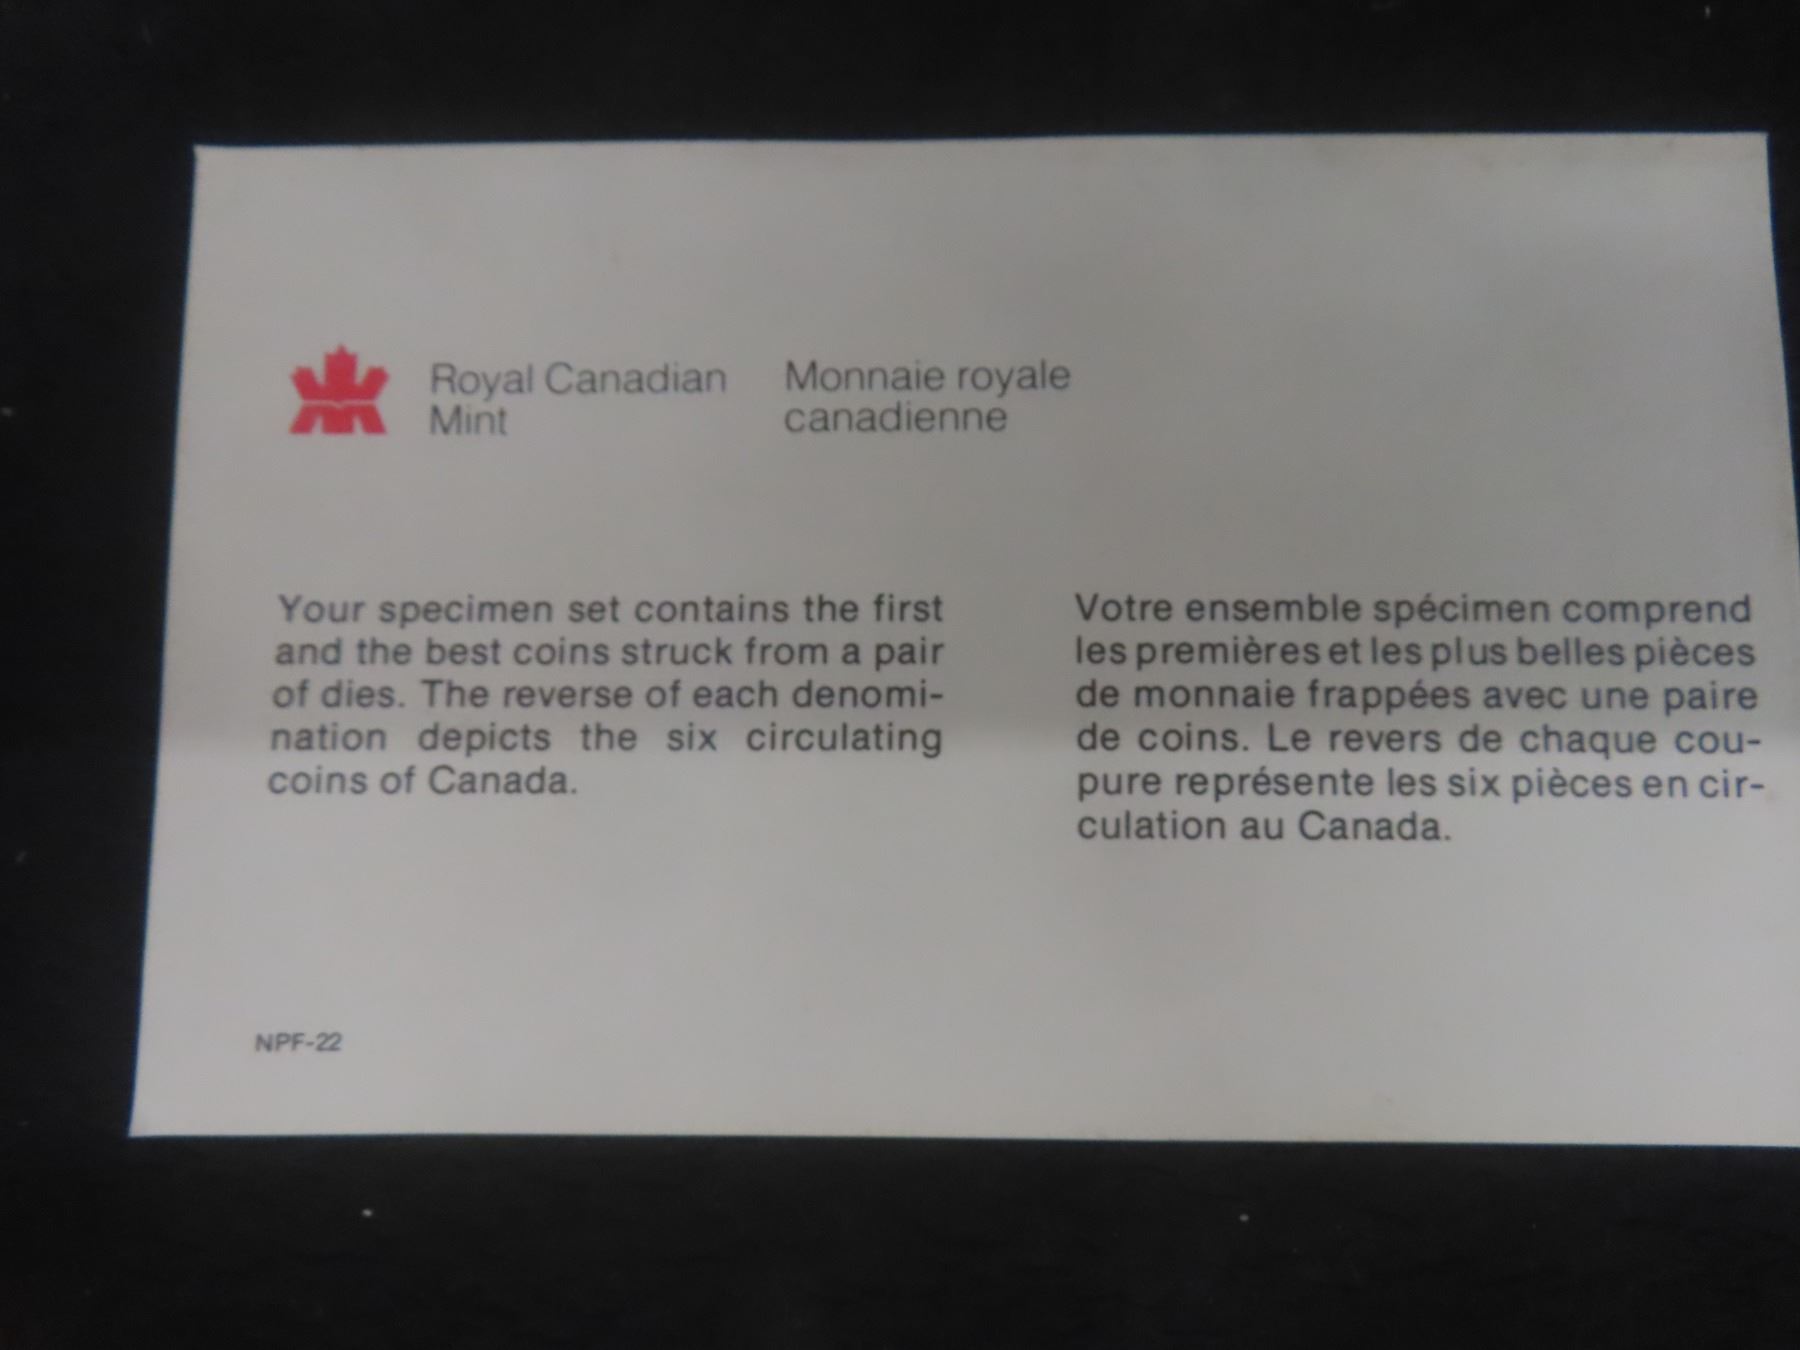 Royal Canadian
Mint
Monnaie royale
canadienne
Your specimen set contains the first
and the best coins struck from a pair
of dies. The reverse of each denomi-
nation depicts the six circulating
coins of Canada.
Votre ensemble spécimen comprend
les premières et les plus belles pièces
de monnaie frappées avec une paire
de coins. Le revers de chaque cou-
pure représente les six pièces en cir-
culation au Canada.
NPF-22